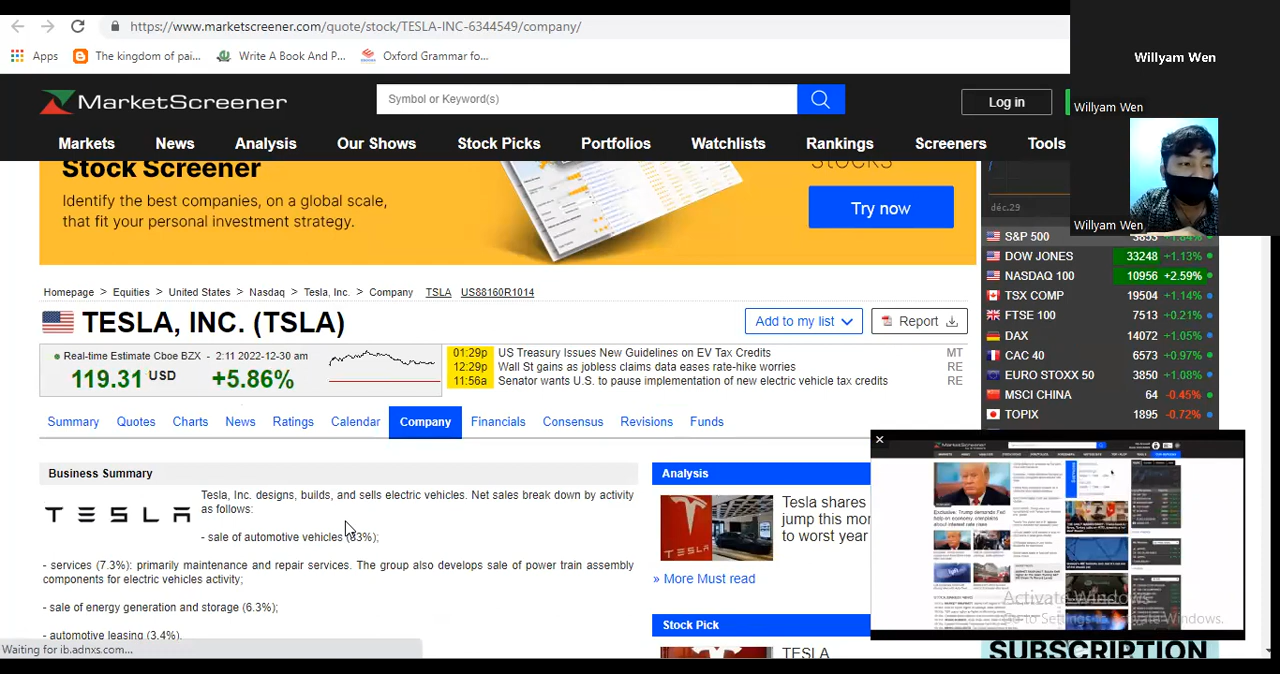 https://www.marketscreener.com/quote/stock/TESLA-INC-6344549/company/
Apps The kingdom of pai... Write A Book And P... Oxford Grammar fo...
Willyam Wen
Willyam Wen
Willyam Wen
MARKETSCREENER
Symbol or Keyword(s)
Log in
Markets News Analysis Our Shows Stock Picks Portfolios Watchlists Rankings Screeners Tools
Stock Screener
Identify the best companies, on a global scale,
that fit your personal investment strategy.
STOCKS
Try now
déc.29
S&P 500 3853 +1.84%
DOW JONES 33248 +1.13%
NASDAQ 100 10956 +2.59%
TSX COMP 19504 +1.14%
FTSE 100 7513 +0.21%
DAX 14072 +1.05%
CAC 40 6573 +0.97%
EURO STOXX 50 3850 +1.08%
MSCI CHINA 64 -0.45%
TOPIX 1895 -0.72%
Homepage > Equities > United States > Nasdaq > Tesla, Inc. > Company TSLA US88160R1014
TESLA, INC. (TSLA)
Add to my list
Report
Real-time Estimate Cboe BZX - 2:11 2022-12-30 am
119.31 USD +5.86%
01:29p US Treasury Issues New Guidelines on EV Tax Credits MT
12:29p Wall St gains as jobless claims data eases rate-hike worries RE
11:56a Senator wants U.S. to pause implementation of new electric vehicle tax credits RE
Summary Quotes Charts News Ratings Calendar Company Financials Consensus Revisions Funds
Business Summary
TESLA
Tesla, Inc. designs, builds and sells electric vehicles. Net sales break down by activity
as follows:
- sale of automotive vehicles
- services (7.3%): primarily maintenance and repair services. The group also develops sale of power train assembly
components for electric vehicles activity;
- sale of energy generation and storage (6.3%);
- automotive leasing (3.4%).
Analysis
Tesla shares
jump this mor
to worst year
» More Must read
Stock Pick
TESLA
Activate Windows
Go to Settings to activate Windows.
SUBSCRIPTION
Waiting for ib.adnxs.com...